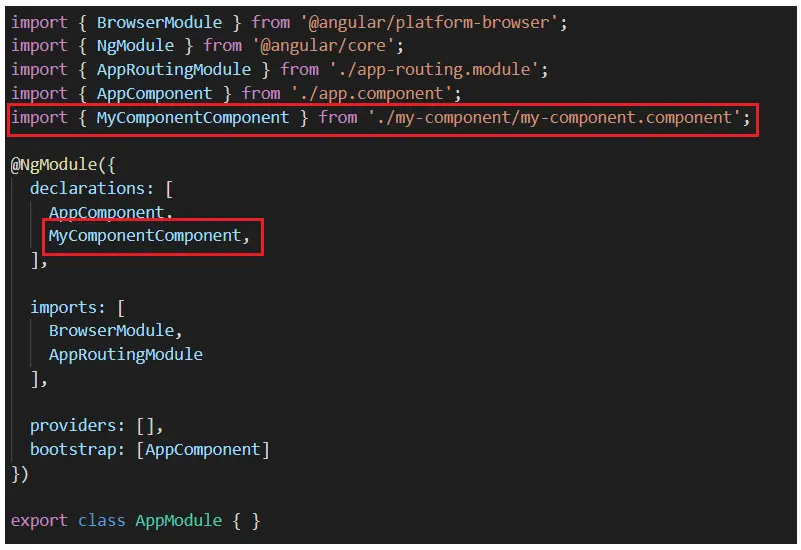 import { BrowserModule } from '@angular/platform-browser';
import { NgModule } from '@angular/core';
import { AppRoutingModule } from './app-routing.module';
import { AppComponent } from './app.component';
import { MyComponentComponent } from './my-component/my-component.component';
@NgModule({
declarations: [
AppComponent,
MyComponentComponent,
],
imports: [
BrowserModule,
AppRoutingModule
],
providers: [],
bootstrap: [AppComponent]
})
export class AppModule { }